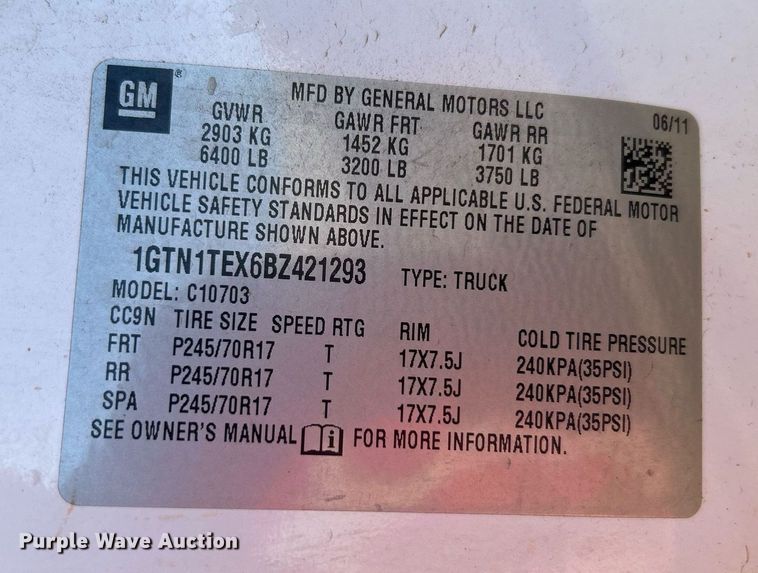 GM®
MFD BY GENERAL MOTORS LLC 06/11
GVWR GAWR FRT GAWR RR
2903 KG 1452 KG 1701 KG
6400 LB 3200 LB 3750 LB
THIS VEHICLE CONFORMS TO ALL APPLICABLE U.S. FEDERAL MOTOR
VEHICLE SAFETY STANDARDS IN EFFECT ON THE DATE OF
MANUFACTURE SHOWN ABOVE.
1GTN1TEX6BZ421293 TYPE: TRUCK
MODEL: C10703
CC9N TIRE SIZE SPEED RTG RIM COLD TIRE PRESSURE
FRT P245/70R17 T 17X7.5J 240KPA(35PSI)
RR P245/70R17 T 17X7.5J 240KPA(35PSI)
SPA P245/70R17 T 17X7.5J 240KPA(35PSI)
SEE OWNER'S MANUAL i FOR MORE INFORMATION.
Purple Wave Auction